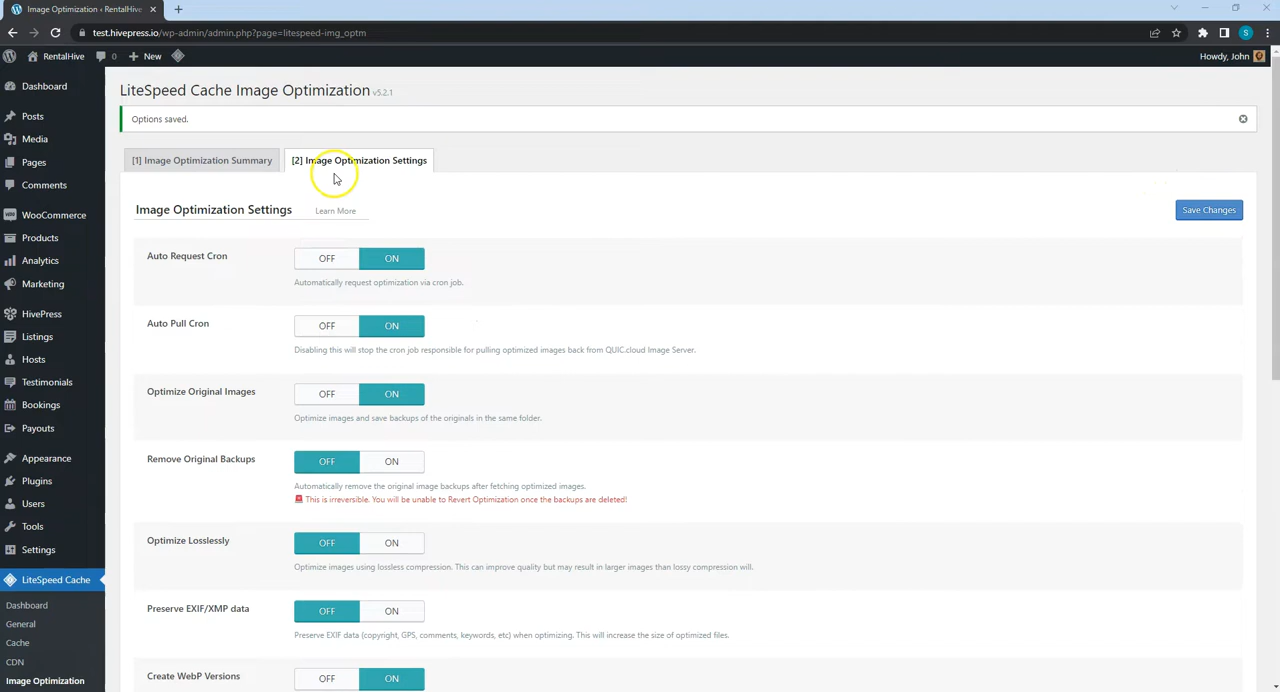 Image Optimization ‹ RentalHive
test.hivepress.io/wp-admin/admin.php?page=litespeed-img_optm
S
RentalHive 0 New Howdy, John
Dashboard
Posts
Media
Pages
Comments
WooCommerce
Products
Analytics
Marketing
HivePress
Listings
Hosts
Testimonials
Bookings
Payouts
Appearance
Plugins
Users
Tools
Settings
LiteSpeed Cache
Dashboard
General
Cache
CDN
Image Optimization
LiteSpeed Cache Image Optimization v5.2.1
Options saved.
[1] Image Optimization Summary [2] Image Optimization Settings
Image Optimization Settings Learn More Save Changes
Auto Request Cron OFF ON
Automatically request optimization via cron job.
Auto Pull Cron OFF ON
Disabling this will stop the cron job responsible for pulling optimized images back from QUIC.cloud Image Server.
Optimize Original Images OFF ON
Optimize images and save backups of the originals in the same folder.
Remove Original Backups OFF ON
Automatically remove the original image backups after fetching optimized images.
This is irreversible. You will be unable to Revert Optimization once the backups are deleted!
Optimize Losslessly OFF ON
Optimize images using lossless compression. This can improve quality but may result in larger images than lossy compression will.
Preserve EXIF/XMP data OFF ON
Preserve EXIF data (copyright, GPS, comments, keywords, etc) when optimizing. This will increase the size of optimized files.
Create WebP Versions OFF ON